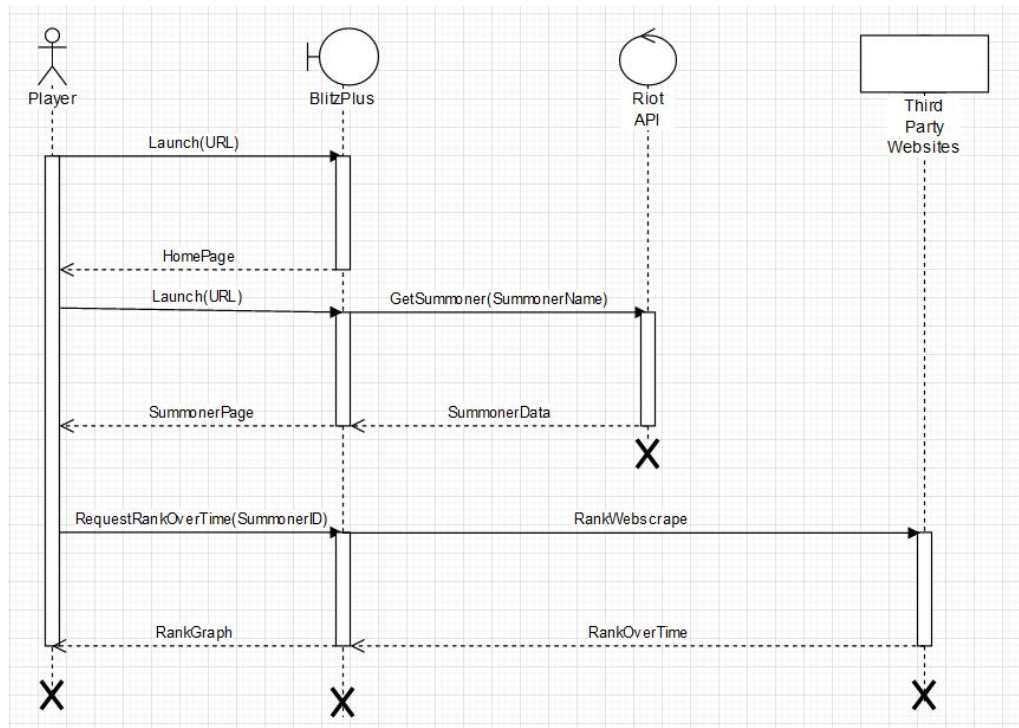 Player
BlitzPlus
Riot
API
Third
Party
Websites
Launch(URL)
HomePage
Launch(URL)
GetSummoner(SummonerName)
SummonerPage
SummonerData
RequestRankOverTime(SummonerID)
RankWebscrape
RankGraph
RankOverTime